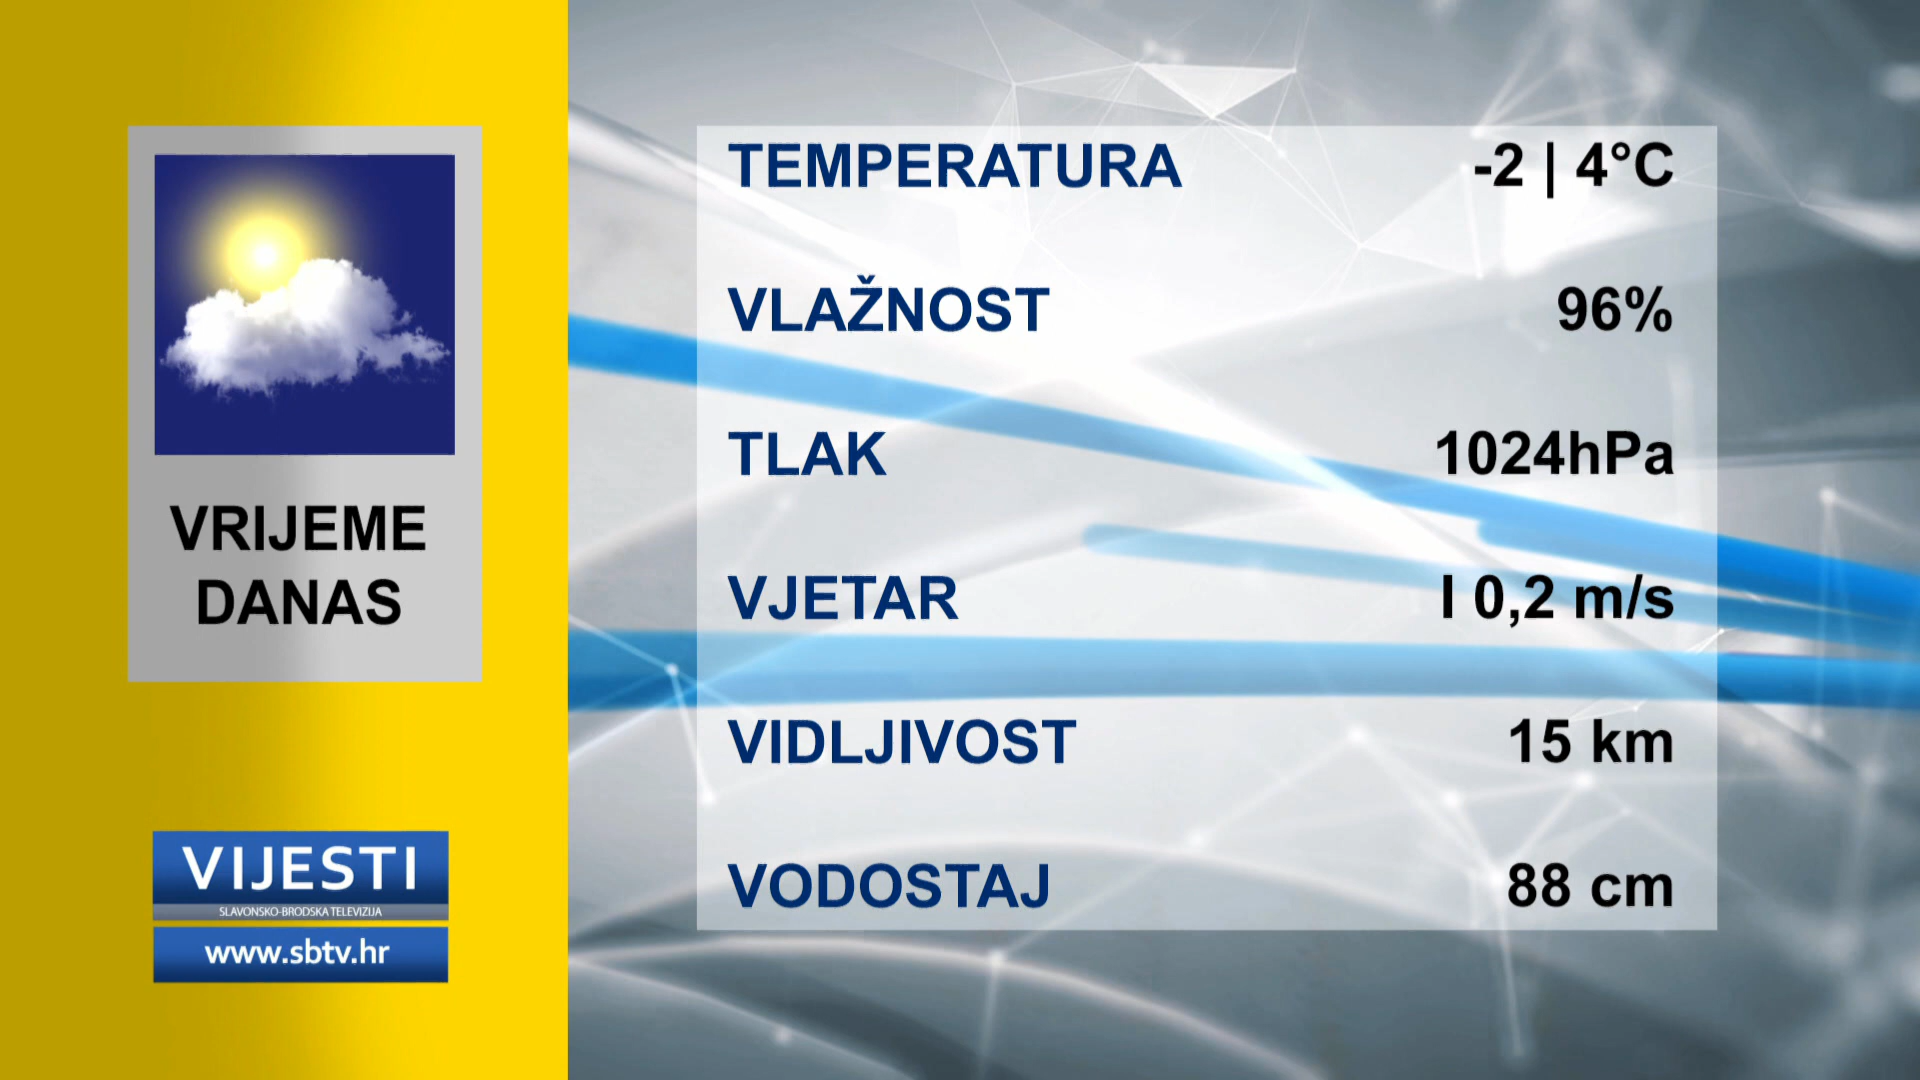 VRIJEME
DANAS
VIJESTI
SLAVONSKO-BRODSKA TELEVIZIJA
www.sbtv.hr
TEMPERATURA -2 | 4°C
VLAŽNOST 96%
TLAK 1024hPa
VJETAR I 0,2 m/s
VIDLJIVOST 15 km
VODOSTAJ 88 cm